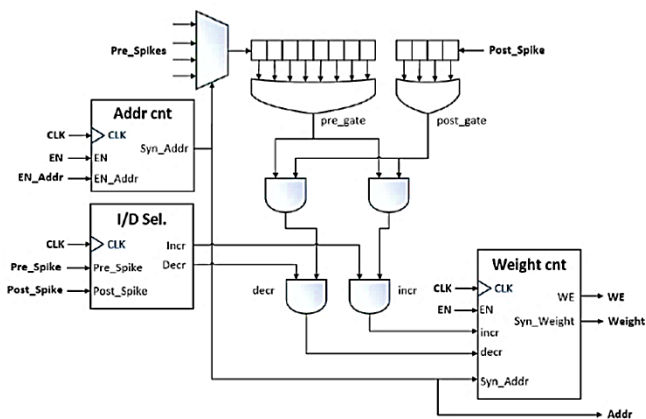 Pre_Spikes
Post_Spike
pre_gate
post_gate
Addr cnt
CLK
CLK
Syn_Addr
EN
EN
EN_Addr
EN_Addr
I/D Sel.
CLK
CLK
Incr
Pre_Spike
Pre_Spike
Decr
Post_Spike
Post_Spike
decr
incr
Weight cnt
CLK
CLK
WE
WE
EN
EN
Syn_Weight
Weight
incr
decr
Syn_Addr
Addr